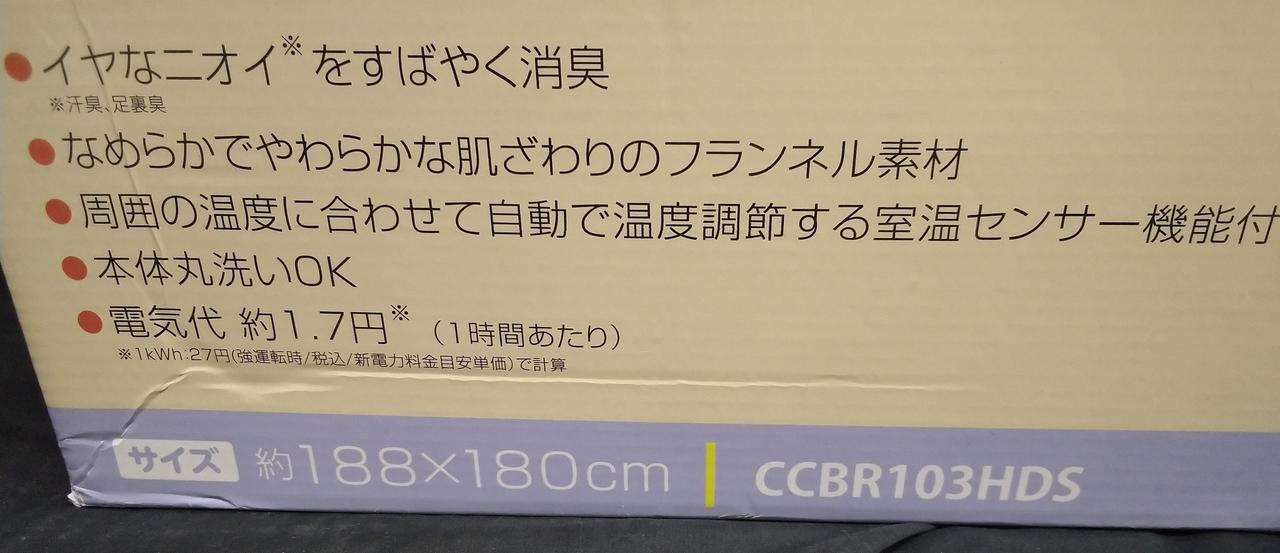 ●イヤなニオイ※をすばやく消臭
※汗臭、足裏臭
●なめらかでやわらかな肌ざわりのフランネル素材
●周囲の温度に合わせて自動で温度調節する室温センサー機能付
●本体丸洗いOK
●電気代 約1.7円※（1時間あたり）
※1kWh:27円(強運転時/税込/新電力料金目安単価)で計算
サイズ 約188×180cm CCBR103HDS